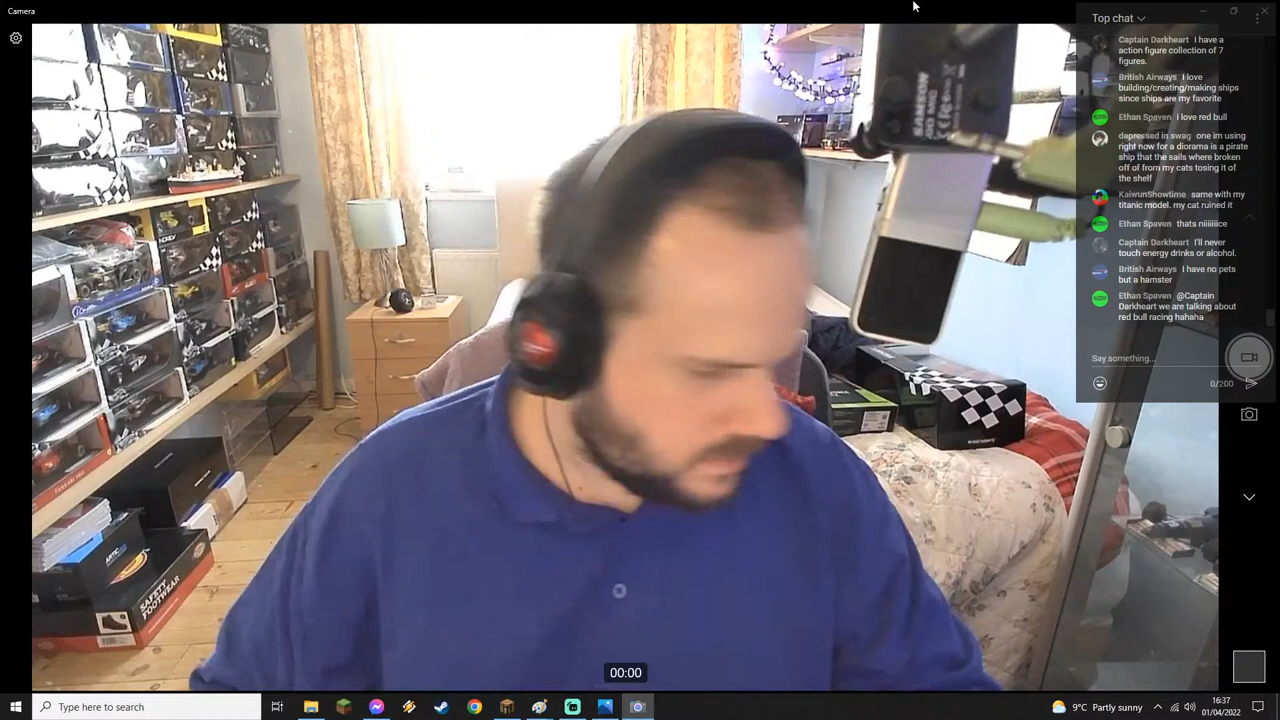 Camera
Top chat
Captain Darkheart I have a
action figure collection of 7
figures.
British Airways I love
building/creating/making ships
since ships are my favorite
Ethan Spaven I love red bull
depressed in swag one im using
right now for a diorama is a pirate
ship that the sails where broken
off of from my cats tosing it of
the shelf
KaiwunShowtime same with my
titanic model. my cat ruined it
Ethan Spaven thats niiiiiiice
Captain Darkheart I'll never
touch energy drinks or alcohol.
British Airways I have no pets
but a hamster
Ethan Spaven @Captain
Darkheart we are talking about
red bull racing hahaha
Say something...
0/200
SAFETY
FOOTWEAR
00:00
Type here to search
9°C Partly sunny
16:37
01/04/2022